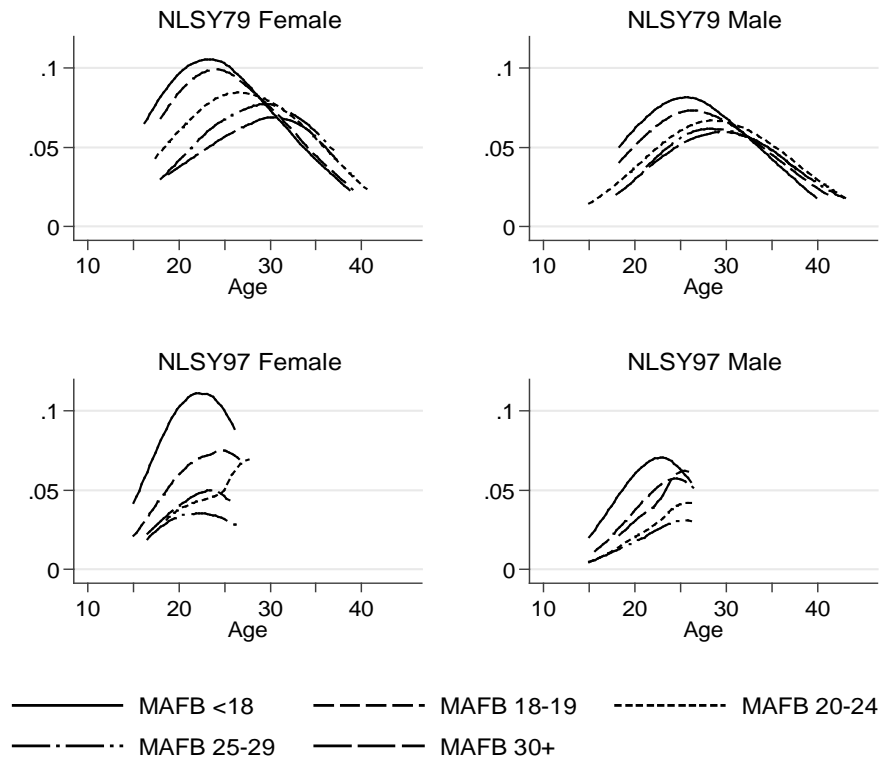 NLSY79 Female
NLSY79 Male
.1
.05
0
10 20 30 40
Age
.1
.05
0
10 20 30 40
Age
NLSY97 Female
NLSY97 Male
.1
.05
0
10 20 30 40
Age
.1
.05
0
10 20 30 40
Age
MAFB <18 MAFB 18-19 MAFB 20-24
MAFB 25-29 MAFB 30+